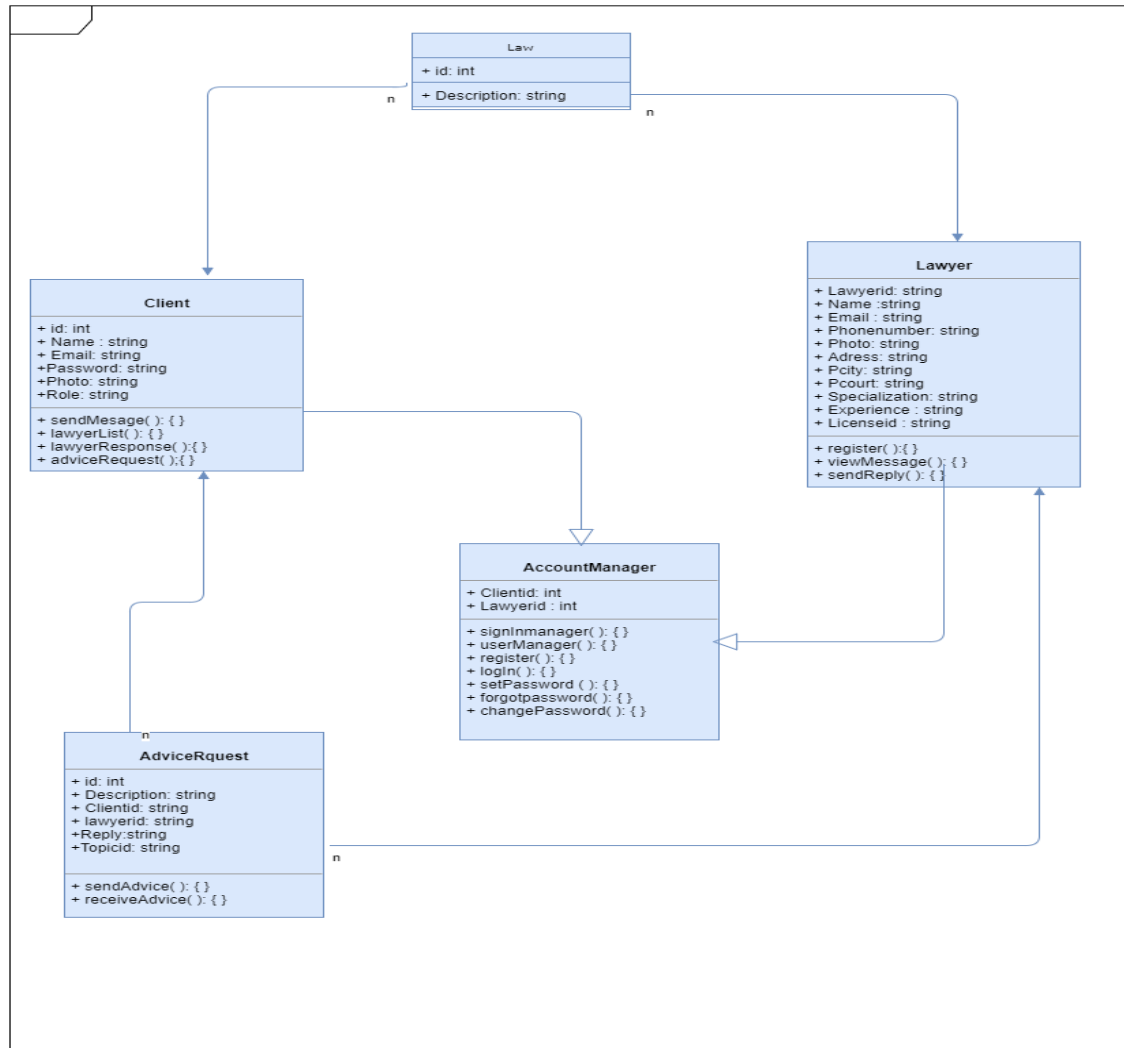 Law
+ id: int
+ Description: string
n
n
Client
+ id: int
+ Name : string
+ Email: string
+Password: string
+Photo: string
+Role: string
+ sendMesage( ): { }
+ lawyerList( ): { }
+ lawyerResponse( ):{ }
+ adviceRequest( );{ }
Lawyer
+ Lawyerid: string
+ Name :string
+ Email : string
+ Phonenumber: string
+ Photo: string
+ Adress: string
+ Pcity: string
+ Pcourt: string
+ Specialization: string
+ Experience : string
+ Licenseid : string
+ register( ):{ }
+ viewMessage( ): { }
+ sendReply( ): { }
AccountManager
+ Clientid: int
+ Lawyerid : int
+ signInmanager( ): { }
+ userManager( ): { }
+ register( ): { }
+ logIn( ): { }
+ setPassword ( ): { }
+ forgotpassword( ): { }
+ changePassword( ): { }
n
AdviceRquest
+ id: int
+ Description: string
+ Clientid: string
+ lawyerid: string
+Reply:string
+Topicid: string
+ sendAdvice( ): { }
+ receiveAdvice( ): { }
n